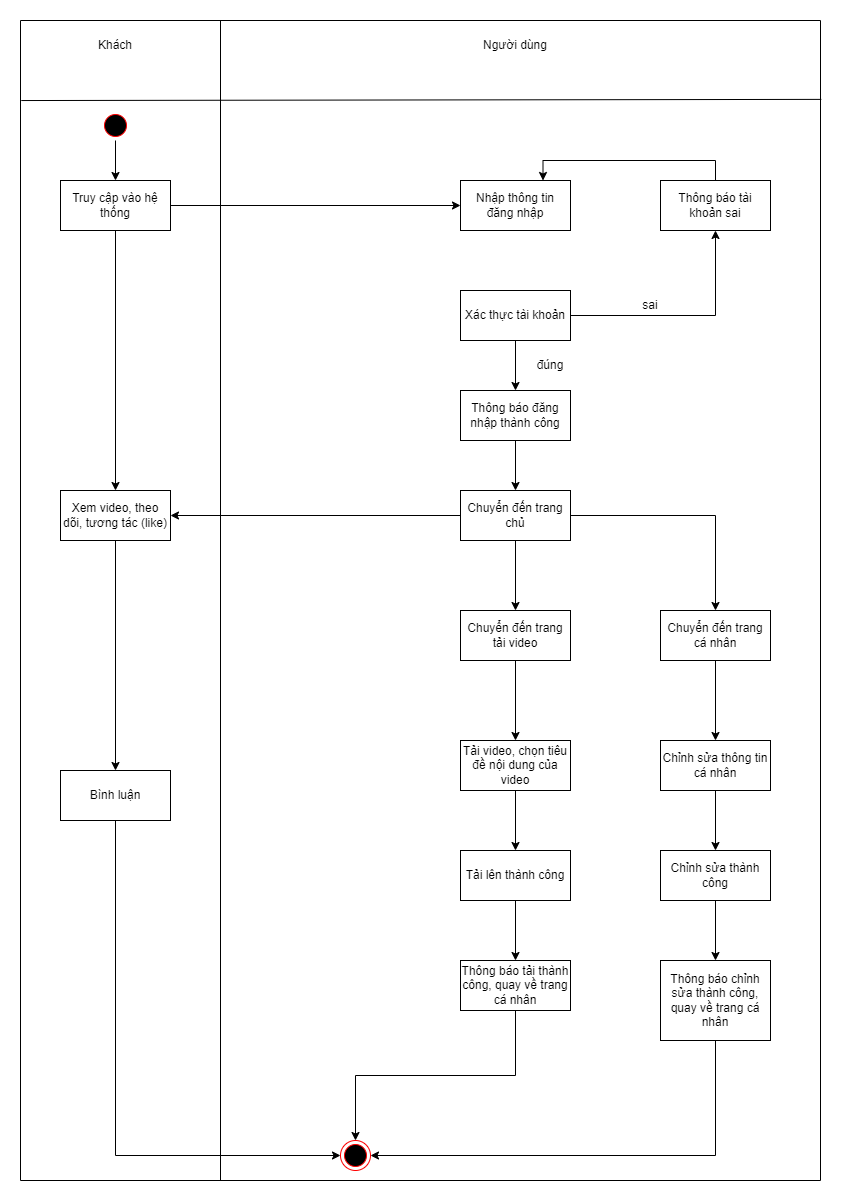 Khách
Người dùng
Truy cập vào hệ
thống
Nhập thông tin
đăng nhập
Thông báo tài
khoản sai
Xác thực tài khoản
sai
đúng
Thông báo đăng
nhập thành công
Xem video, theo
dõi, tương tác (like)
Chuyển đến trang
chủ
Chuyển đến trang
tải video
Chuyển đến trang
cá nhân
Tải video, chọn tiêu
đề nội dung của
video
Chỉnh sửa thông tin
cá nhân
Bình luận
Tải lên thành công
Chỉnh sửa thành
công
Thông báo tải thành
công, quay về trang
cá nhân
Thông báo chỉnh
sửa thành công,
quay về trang cá
nhân